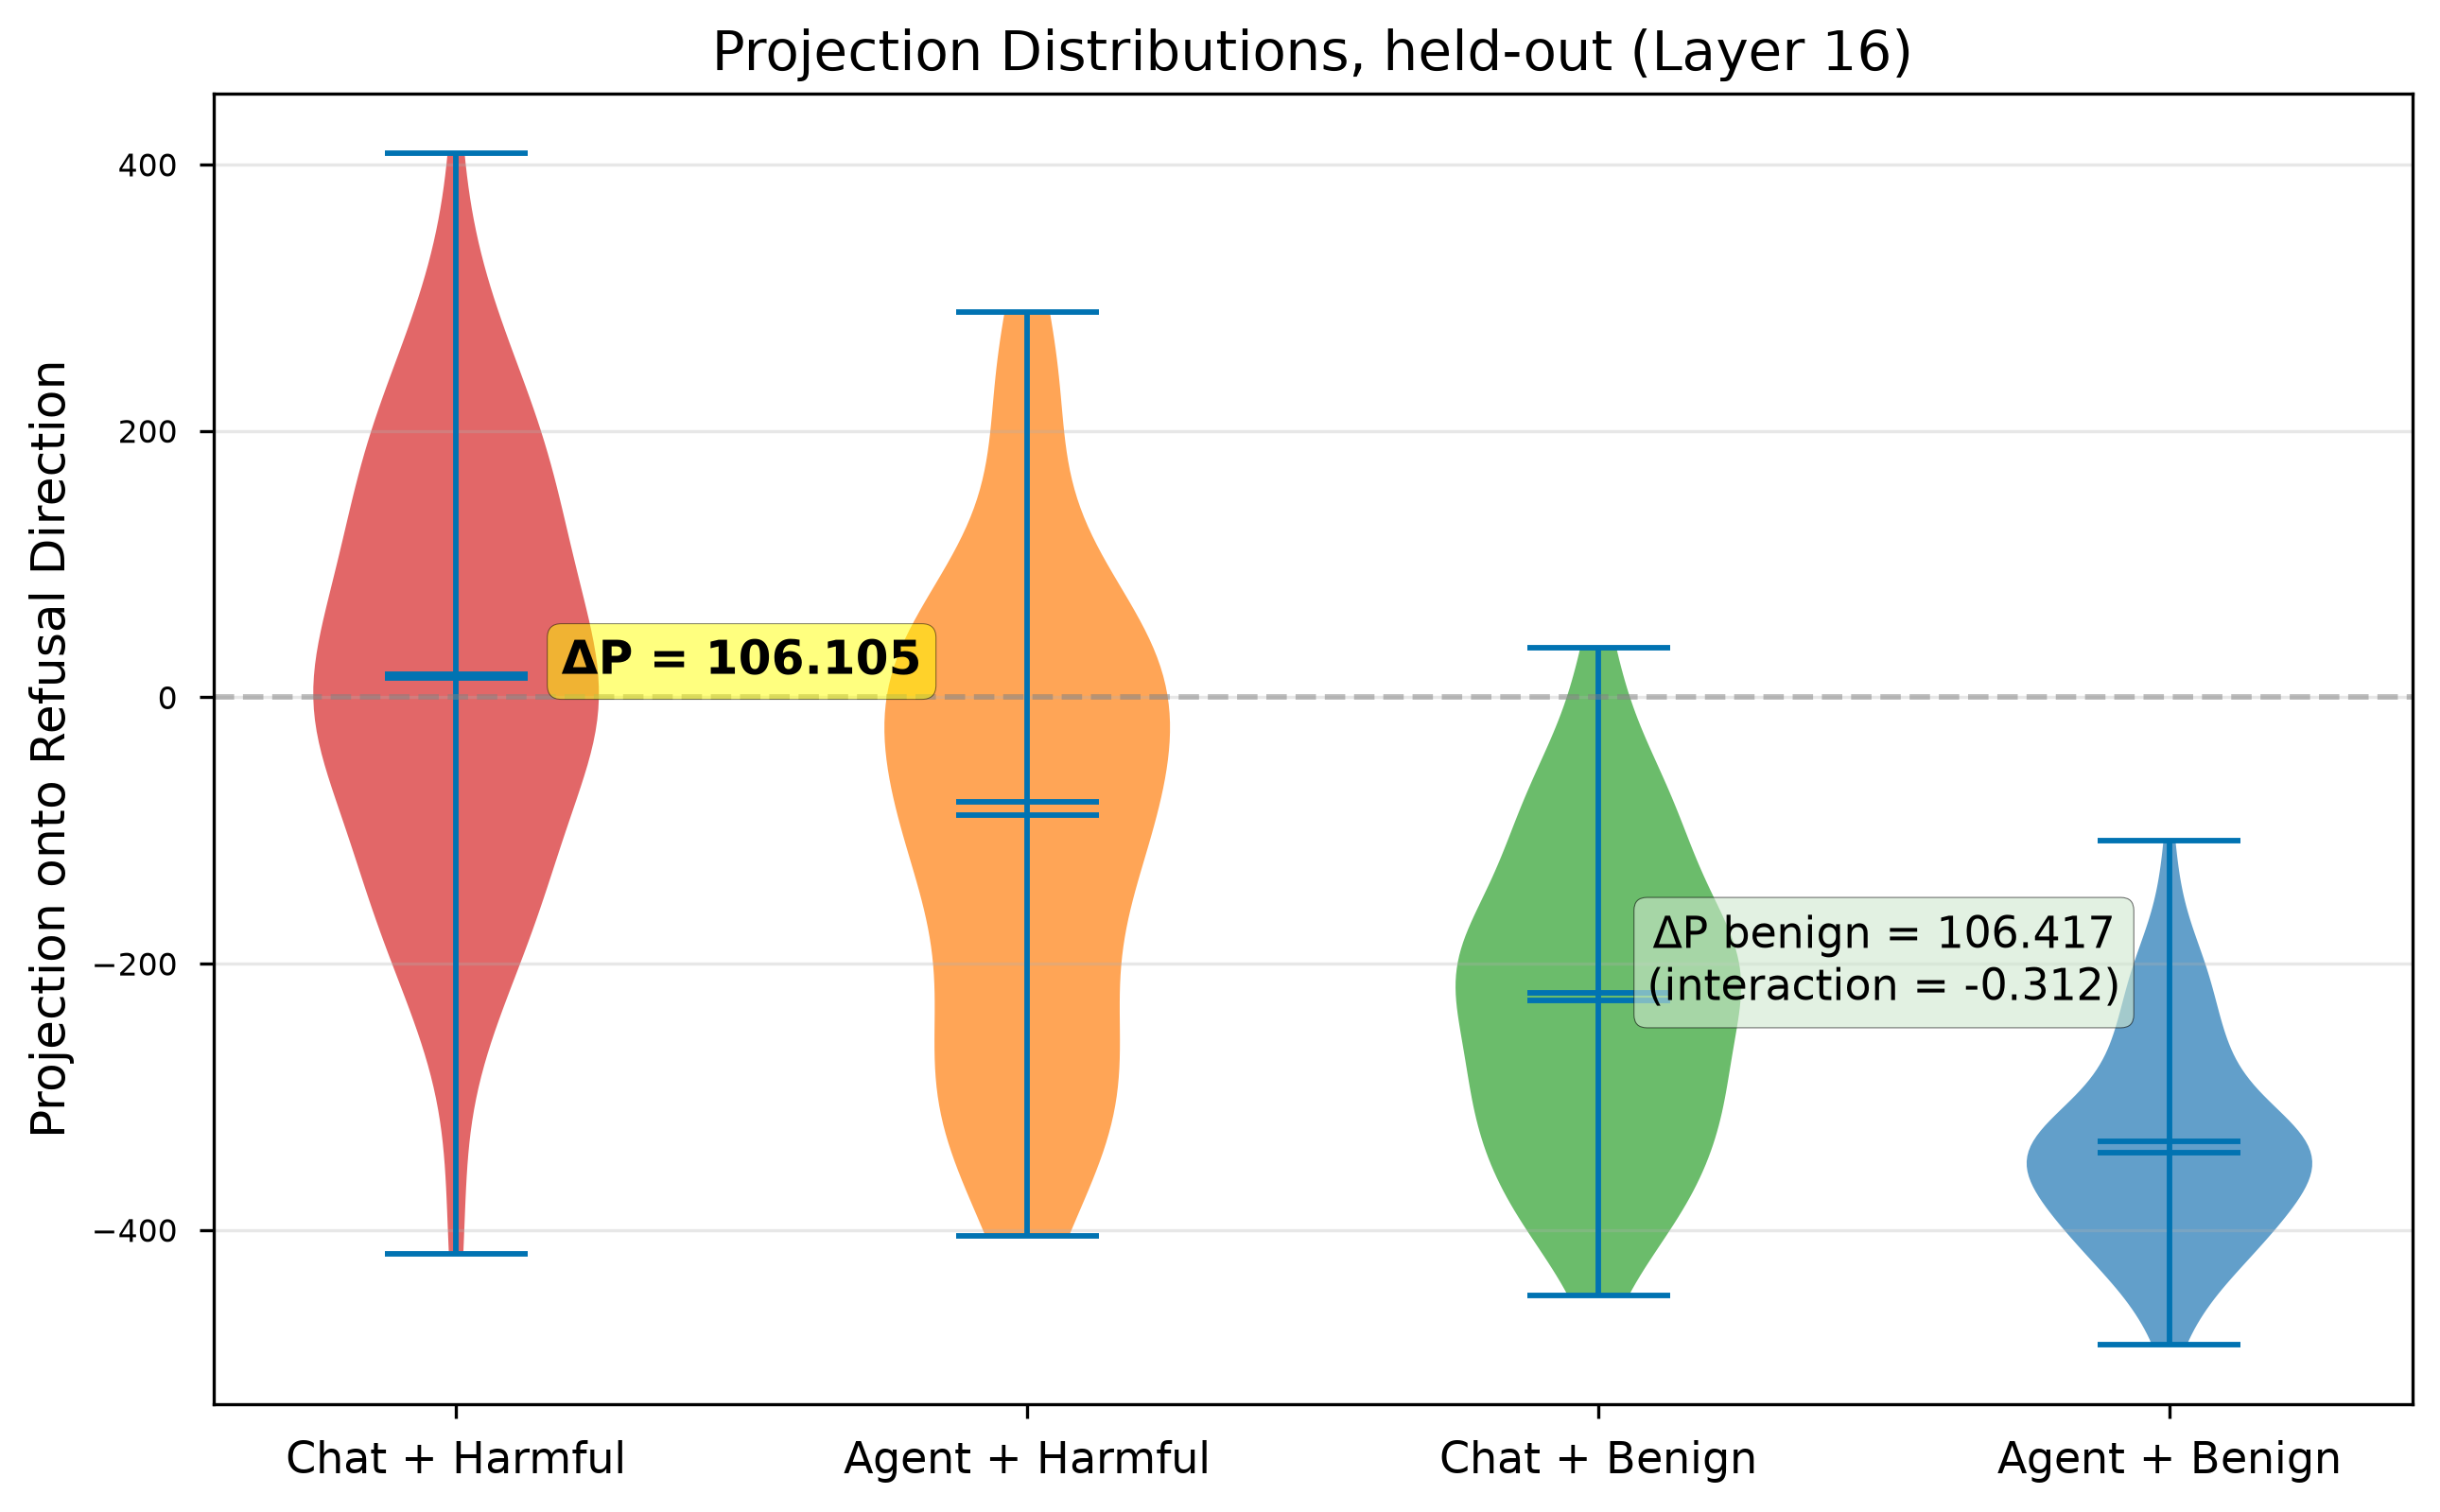 Projection Distributions, held-out (Layer 16)
Projection onto Refusal Direction
400
200
0
−200
−400
ΔP = 106.105
ΔP benign = 106.417
(interaction = -0.312)
Chat + Harmful
Agent + Harmful
Chat + Benign
Agent + Benign